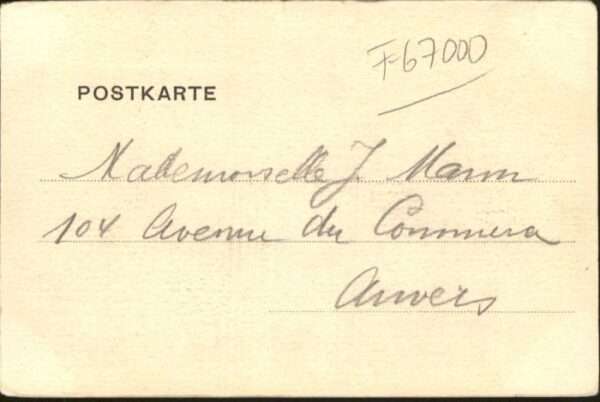 F-67000
POSTKARTE
Mademoiselle J. Mann
104 Avenue du Commerce
Anvers